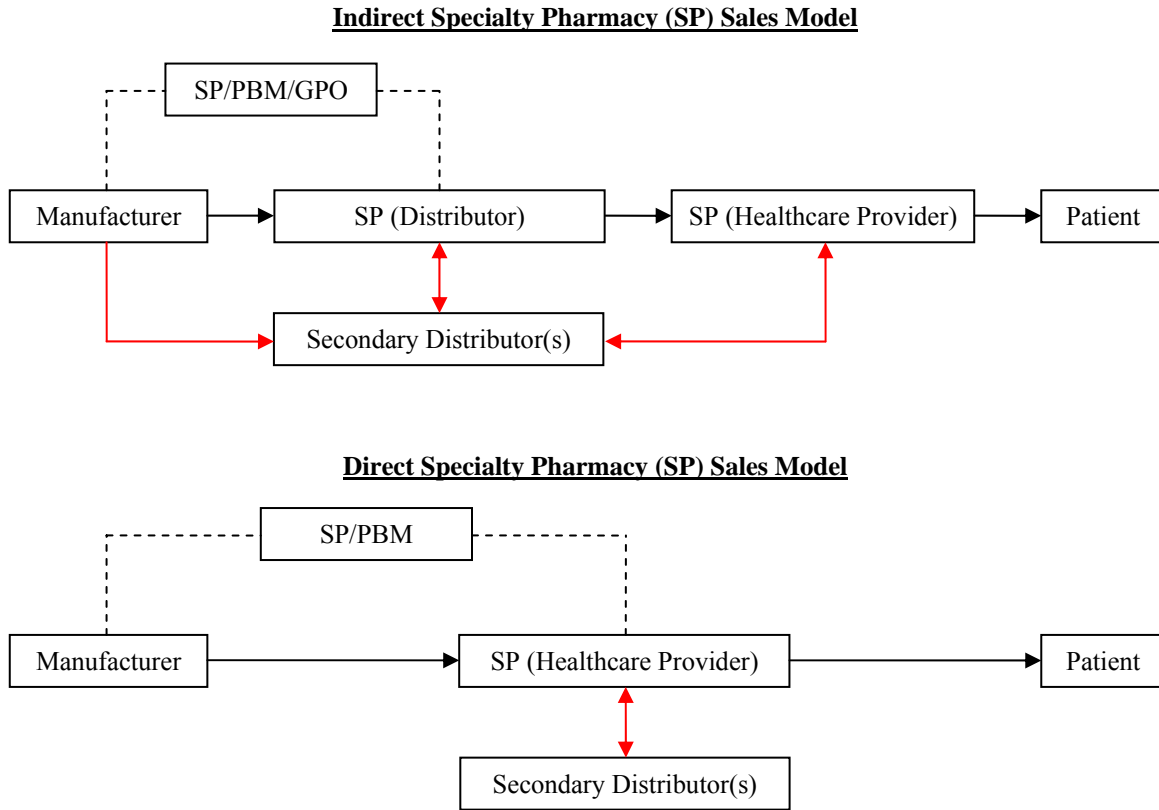 Indirect Specialty Pharmacy (SP) Sales Model
SP/PBM/GPO
Manufacturer
SP (Distributor)
SP (Healthcare Provider)
Patient
Secondary Distributor(s)
Direct Specialty Pharmacy (SP) Sales Model
SP/PBM
Manufacturer
SP (Healthcare Provider)
Patient
Secondary Distributor(s)